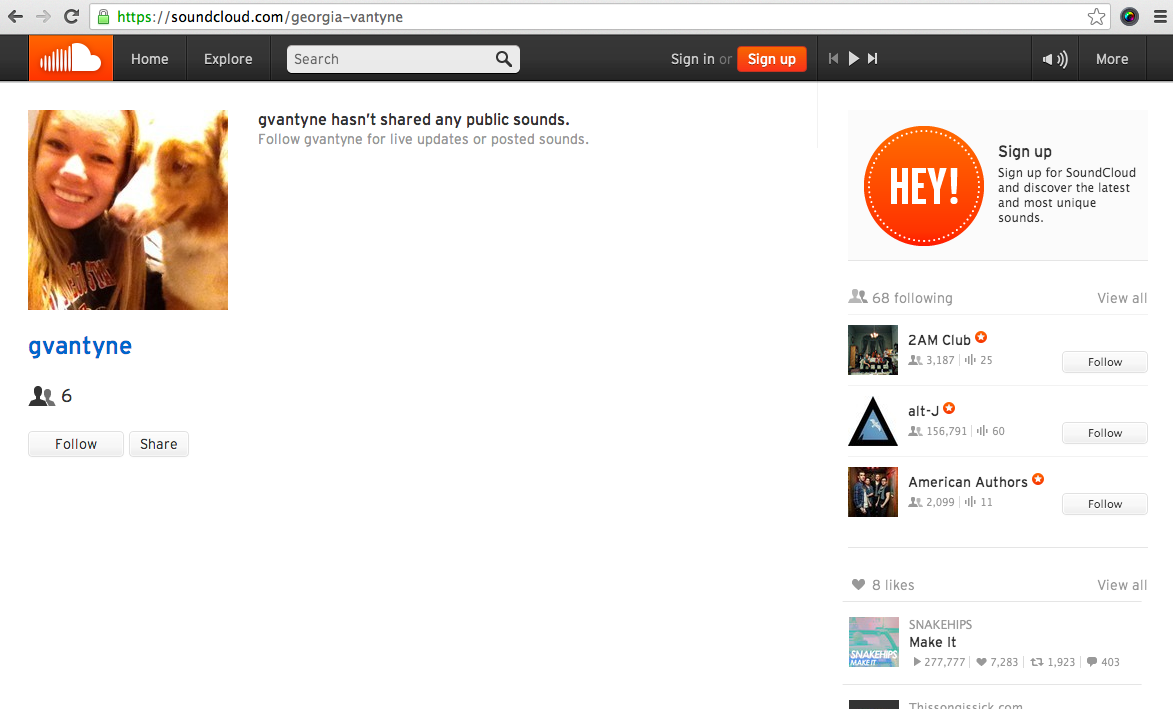 https://soundcloud.com/georgia-vantyne
Home
Explore
Search
Sign in or Sign up
More
gvantyne hasn't shared any public sounds.
Follow gvantyne for live updates or posted sounds.
gvantyne
6
Follow
Share
HEY!
Sign up
Sign up for SoundCloud
and discover the latest
and most unique
sounds.
68 following
View all
2AM Club
3,187
25
Follow
alt-J
156,791
60
Follow
American Authors
2,099
11
Follow
8 likes
View all
SNAKEHIPS
MAKE IT
SNAKEHIPS
Make It
277,777
7,283
1,923
403
Thissongissick.com